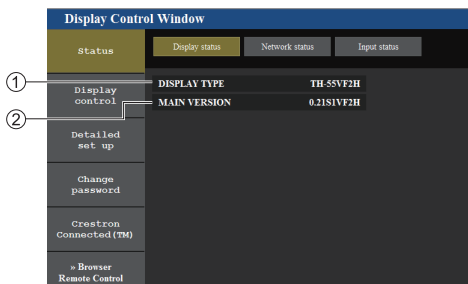 Display Control Window
Status
Display status
Network status
Input status
1
DISPLAY TYPE TH-55VF2H
2
MAIN VERSION 0.21S1VF2H
Display
control
Detailed
set up
Change
password
Crestron
Connected(TM)
» Browser
Remote Control